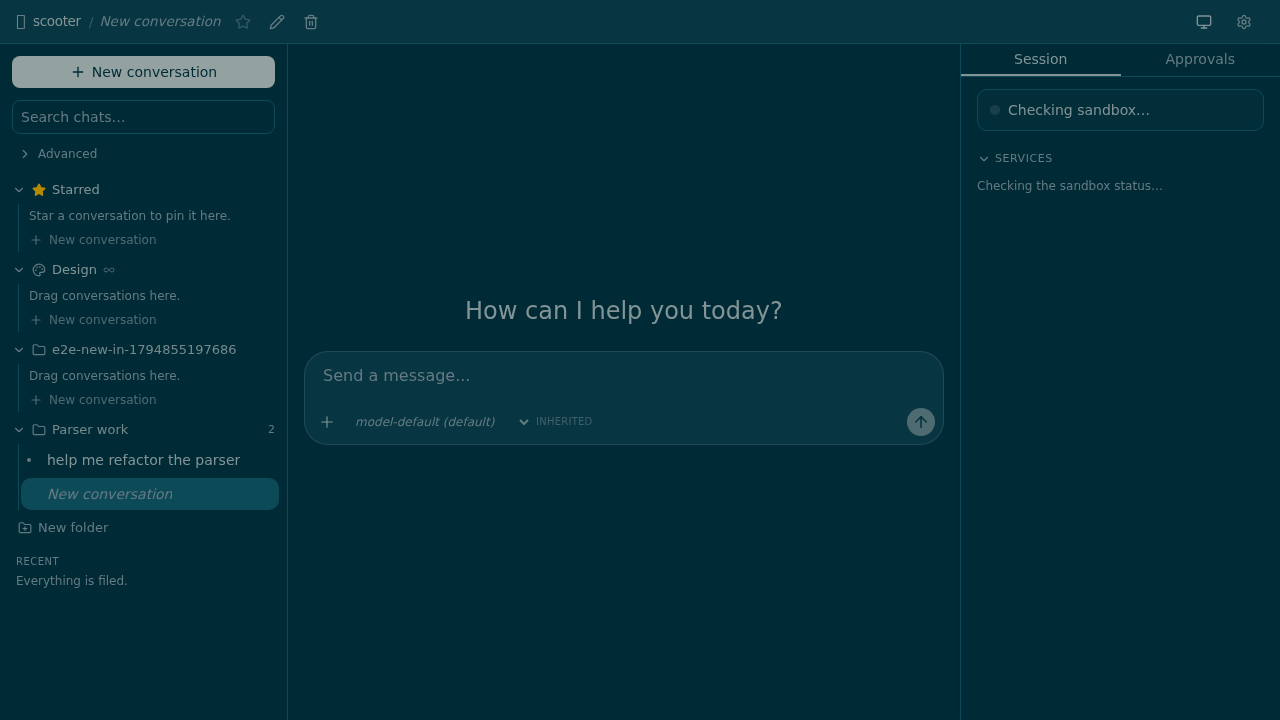 scooter / New conversation
New conversation
Search chats...
Advanced
Starred
Star a conversation to pin it here.
New conversation
Design
Drag conversations here.
New conversation
e2e-new-in-1794855197686
Drag conversations here.
New conversation
Parser work 2
help me refactor the parser
New conversation
New folder
RECENT
Everything is filed.
How can I help you today?
Send a message...
model-default (default) INHERITED
Session Approvals
Checking sandbox...
SERVICES
Checking the sandbox status...